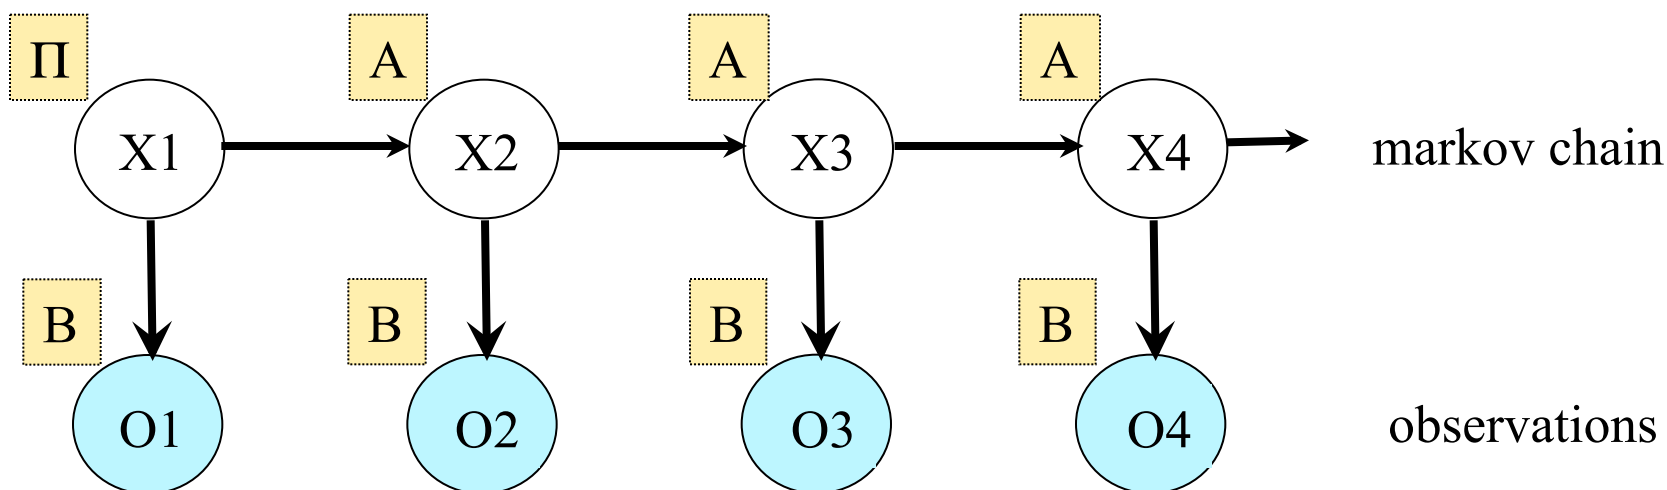 Π A A A
X1 X2 X3 X4 markov chain
B B B B
O1 O2 O3 O4 observations